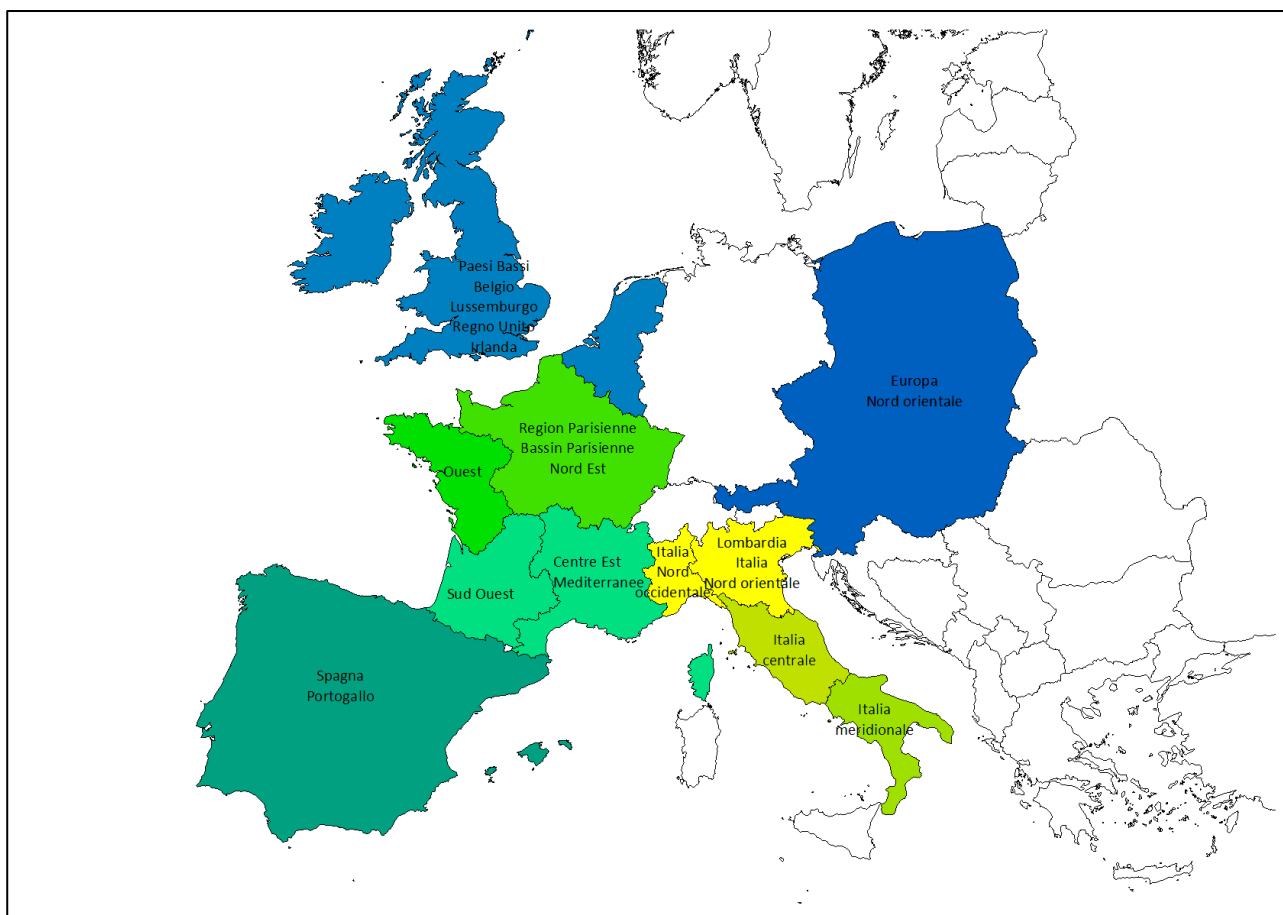 Paesi Bassi
Belgio
Lussemburgo
Regno Unito
Irlanda
Europa
Nord orientale
Region Parisienne
Bassin Parisienne
Nord Est
Ouest
Centre Est
Mediterranee
Sud Ouest
Italia
Nord
occidentale
Lombardia
Italia
Nord orientale
Italia
centrale
Italia
meridionale
Spagna
Portogallo